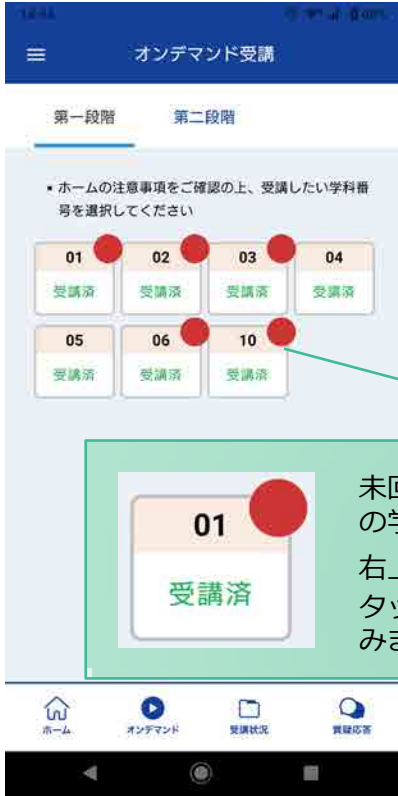 オンデマンド受講
第一段階 第二段階
▪ ホームの注意事項をご確認の上、受講したい学科番
号を選択してください
01 02 03 04
受講済 受講済 受講済 受講済
05 06 10
受講済 受講済 受講済
01
受講済
未回
の学
右上
タッ
みま
ホーム オンデマンド 受講状況 質疑応答